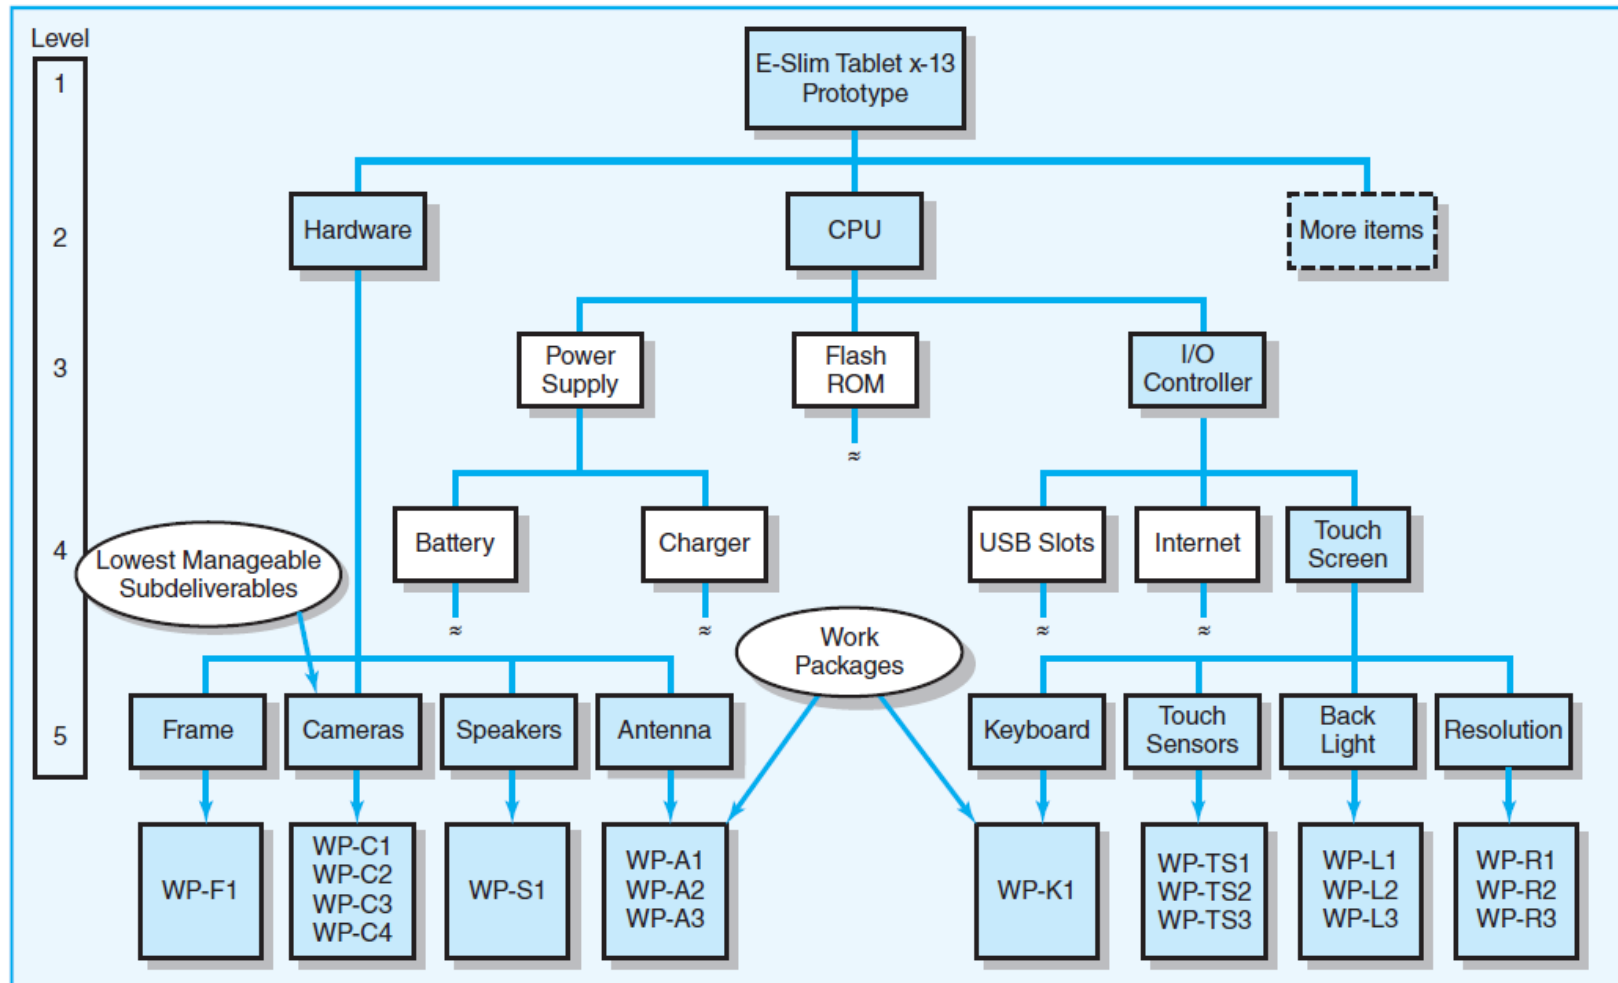 Level
1
E-Slim Tablet x-13
Prototype
2
Hardware
CPU
More items
3
Power
Supply
Flash
ROM
I/O
Controller
≈
4
Lowest Manageable
Subdeliverables
Battery
Charger
USB Slots
Internet
Touch
Screen
≈
≈
≈
≈
Work
Packages
5
Frame
Cameras
Speakers
Antenna
Keyboard
Touch
Sensors
Back
Light
Resolution
WP-F1
WP-C1
WP-C2
WP-C3
WP-C4
WP-S1
WP-A1
WP-A2
WP-A3
WP-K1
WP-TS1
WP-TS2
WP-TS3
WP-L1
WP-L2
WP-L3
WP-R1
WP-R2
WP-R3